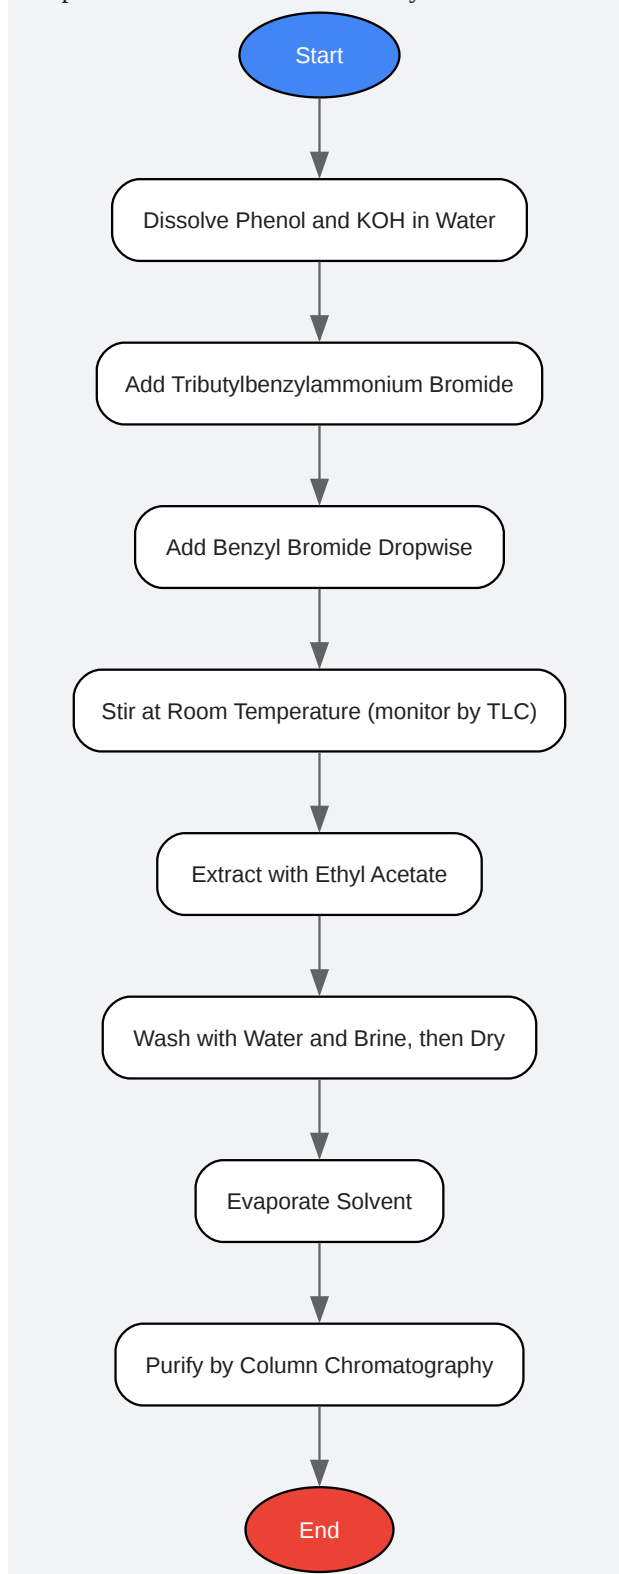 Start
Dissolve Phenol and KOH in Water
Add Tributylbenzylammonium Bromide
Add Benzyl Bromide Dropwise
Stir at Room Temperature (monitor by TLC)
Extract with Ethyl Acetate
Wash with Water and Brine, then Dry
Evaporate Solvent
Purify by Column Chromatography
End